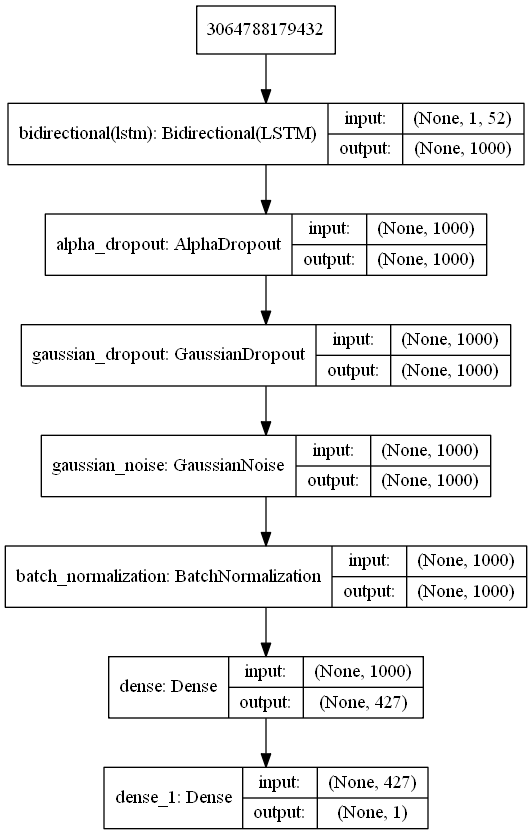 3064788179432
bidirectional(lstm): Bidirectional(LSTM)
input: (None, 1, 52)
output: (None, 1000)
alpha_dropout: AlphaDropout
input: (None, 1000)
output: (None, 1000)
gaussian_dropout: GaussianDropout
input: (None, 1000)
output: (None, 1000)
gaussian_noise: GaussianNoise
input: (None, 1000)
output: (None, 1000)
batch_normalization: BatchNormalization
input: (None, 1000)
output: (None, 1000)
dense: Dense
input: (None, 1000)
output: (None, 427)
dense_1: Dense
input: (None, 427)
output: (None, 1)